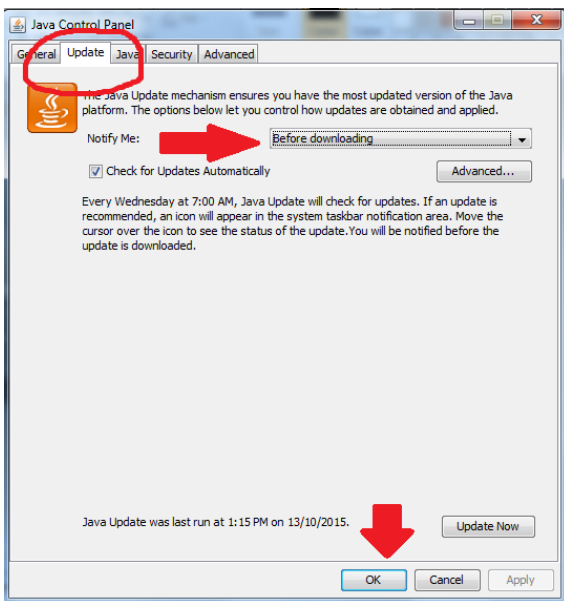 Java Control Panel
General Update Java Security Advanced
The Java Update mechanism ensures you have the most updated version of the Java
platform. The options below let you control how updates are obtained and applied.
Notify Me: Before downloading
Check for Updates Automatically Advanced...
Every Wednesday at 7:00 AM, Java Update will check for updates. If an update is
recommended, an icon will appear in the system taskbar notification area. Move the
cursor over the icon to see the status of the update.You will be notified before the
update is downloaded.
Java Update was last run at 1:15 PM on 13/10/2015. Update Now
OK Cancel Apply